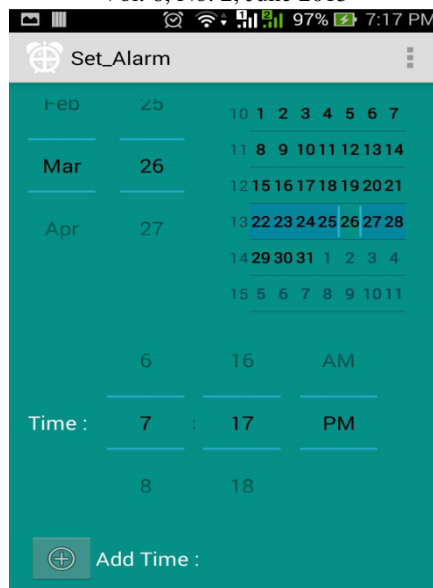 Vol. 6, No. 2, June 2015
97% 7:17 PM
Set_Alarm
Feb 25
Mar 26
Apr 27
10 1 2 3 4 5 6 7
11 8 9 10 11 12 13 14
12 15 16 17 18 19 20 21
13 22 23 24 25 26 27 28
14 29 30 31 1 2 3 4
15 5 6 7 8 9 10 11
6 16 AM
Time : 7 : 17 PM
8 18
Add Time :